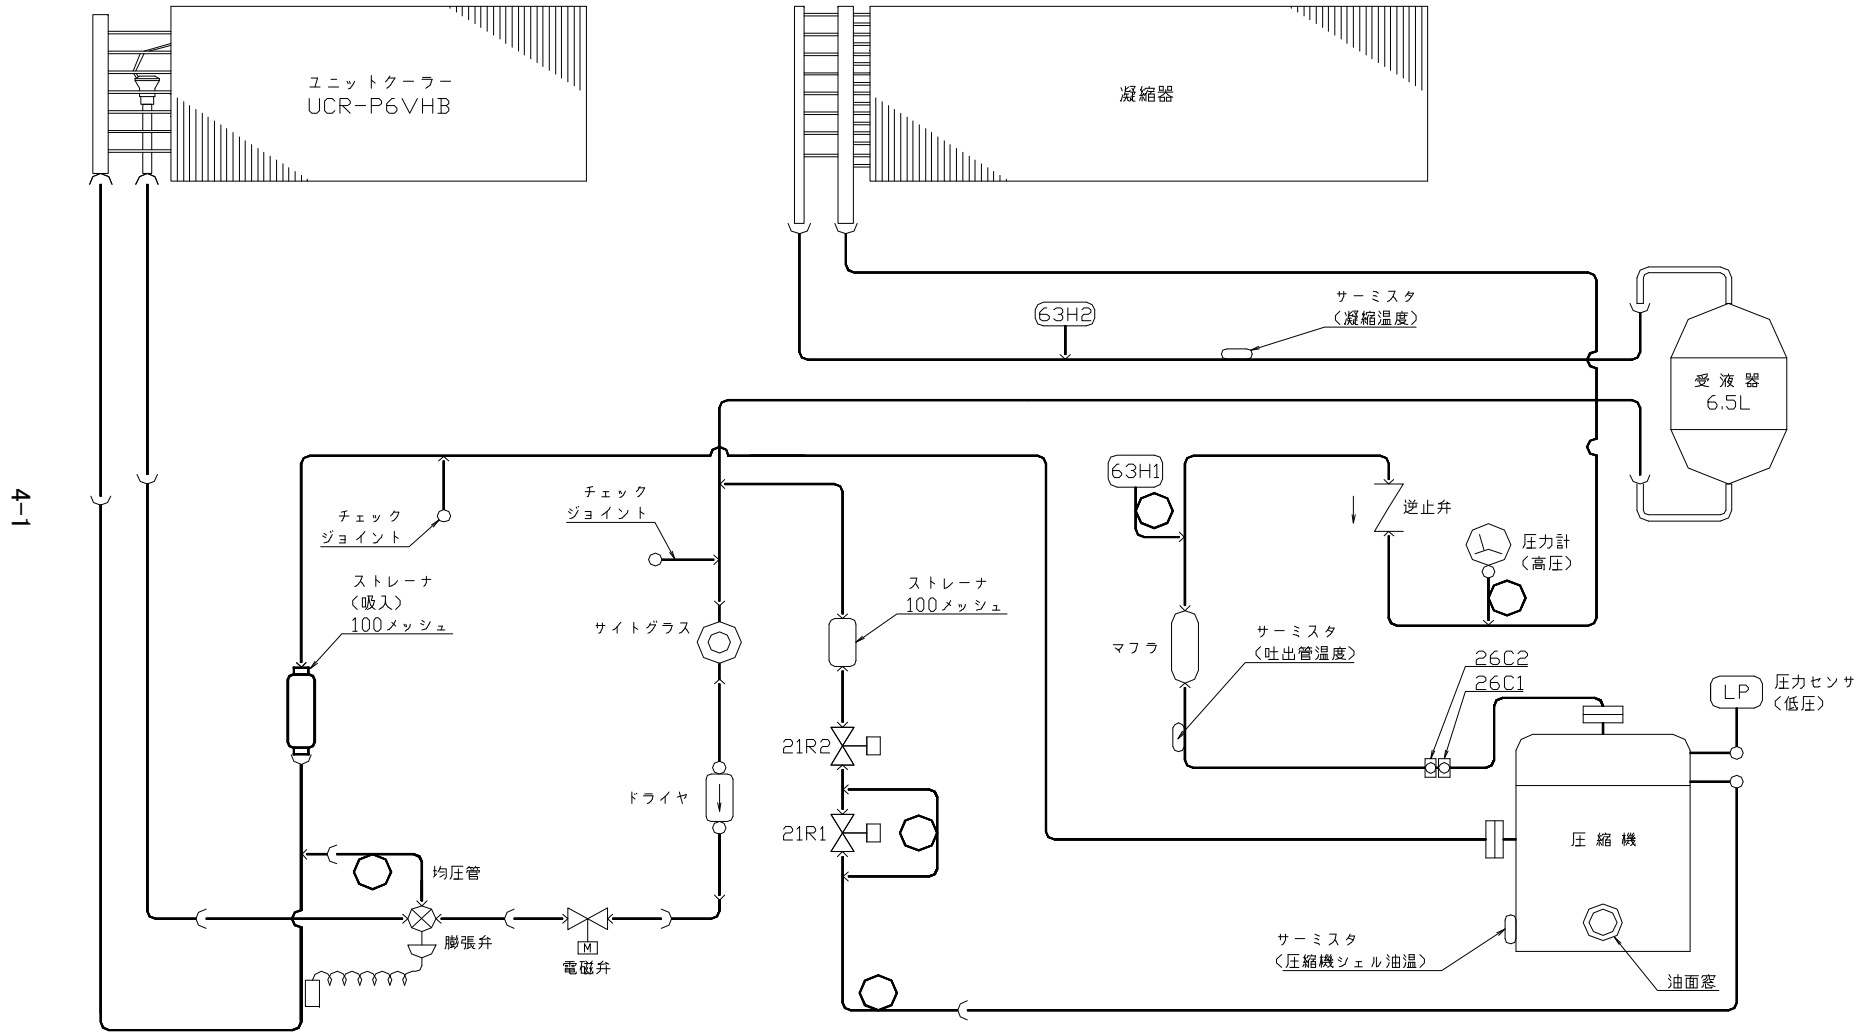 ユニットクーラー
UCR-P6VHB
凝縮器
63H2
サーミスタ
(凝縮温度)
受液器
6.5L
4-1
チェック
ジョイント
チェック
ジョイント
63H1
逆止弁
圧力計
(高圧)
ストレーナ
(吸入)
100メッシュ
サイトグラス
ストレーナ
100メッシュ
マフラ
サーミスタ
(吐出管温度)
26C2
26C1
LP
圧力センサ
(低圧)
21R2
ドライヤ
21R1
圧縮機
均圧管
膨張弁
M
電磁弁
サーミスタ
(圧縮機シェル油温)
油面窓